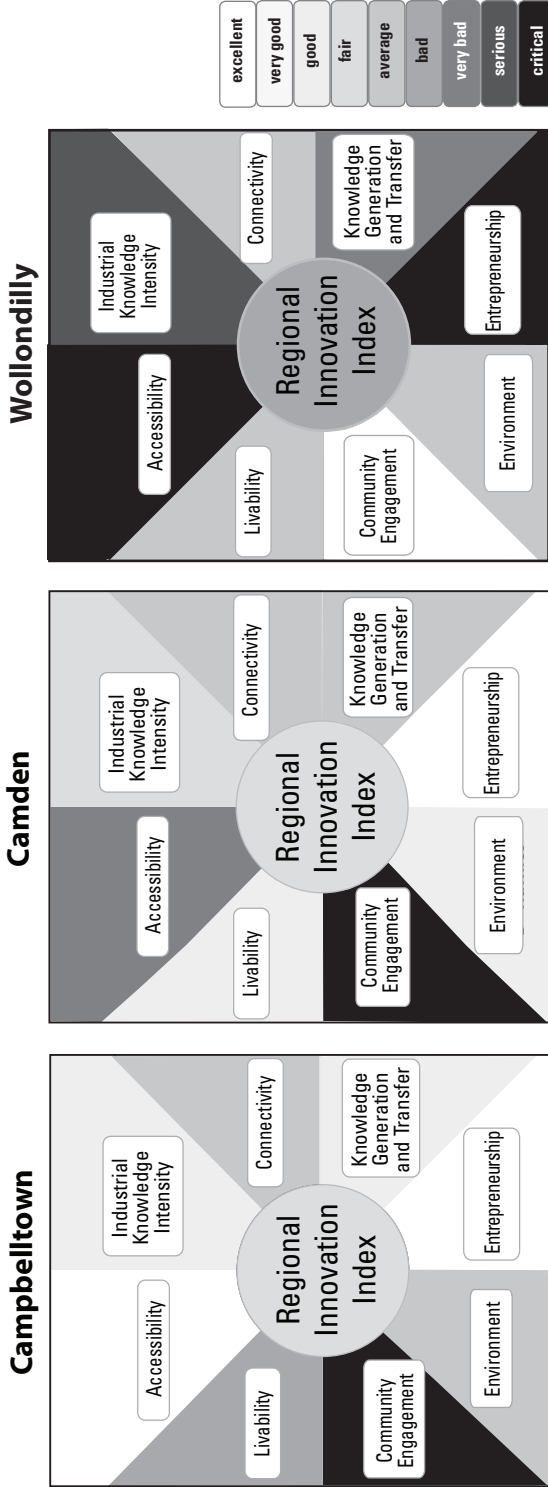 Campbelltown
Accessibility
Industrial
Knowledge
Intensity
Livability
Connectivity
Regional
Innovation
Index
Community
Engagement
Knowledge
Generation
and Transfer
Environment
Entrepreneurship
Camden
Accessibility
Industrial
Knowledge
Intensity
Livability
Connectivity
Regional
Innovation
Index
Community
Engagement
Knowledge
Generation
and Transfer
Environment
Entrepreneurship
Wollondilly
Accessibility
Industrial
Knowledge
Intensity
Livability
Connectivity
Regional
Innovation
Index
Community
Engagement
Knowledge
Generation
and Transfer
Environment
Entrepreneurship
excellent
very good
good
fair
average
bad
very bad
serious
critical